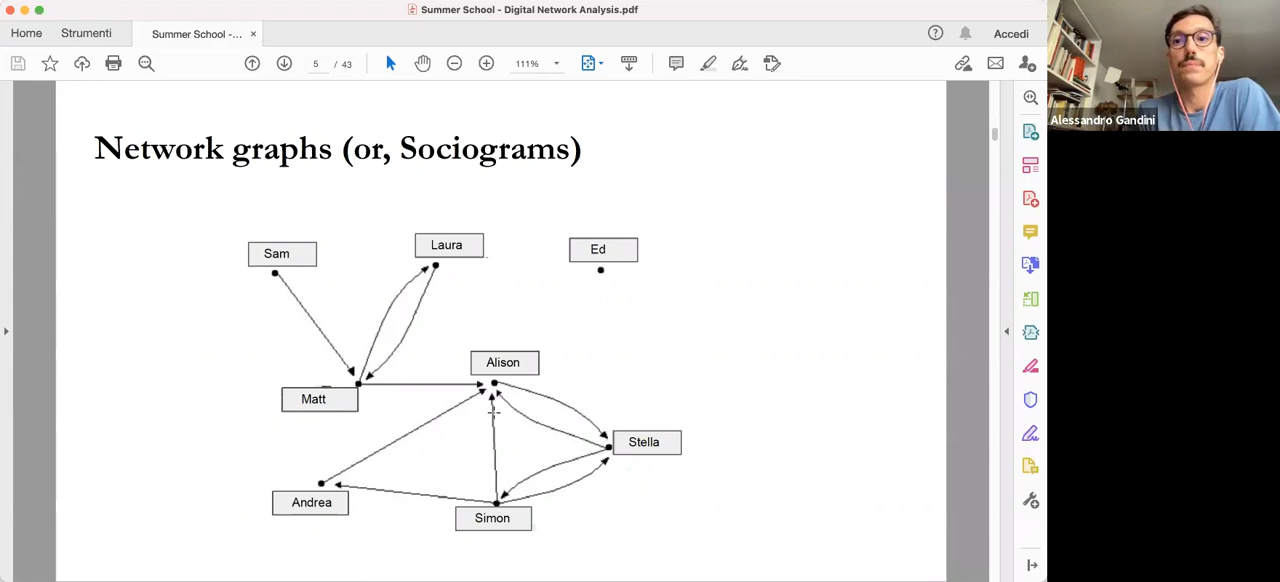 Summer School - Digital Network Analysis.pdf
Home Strumenti Summer School -... × Accedi
5 / 43 111%
Alessandro Gandini
Network graphs (or, Sociograms)
Sam
Laura
Ed
Alison
Matt
Stella
Andrea
Simon